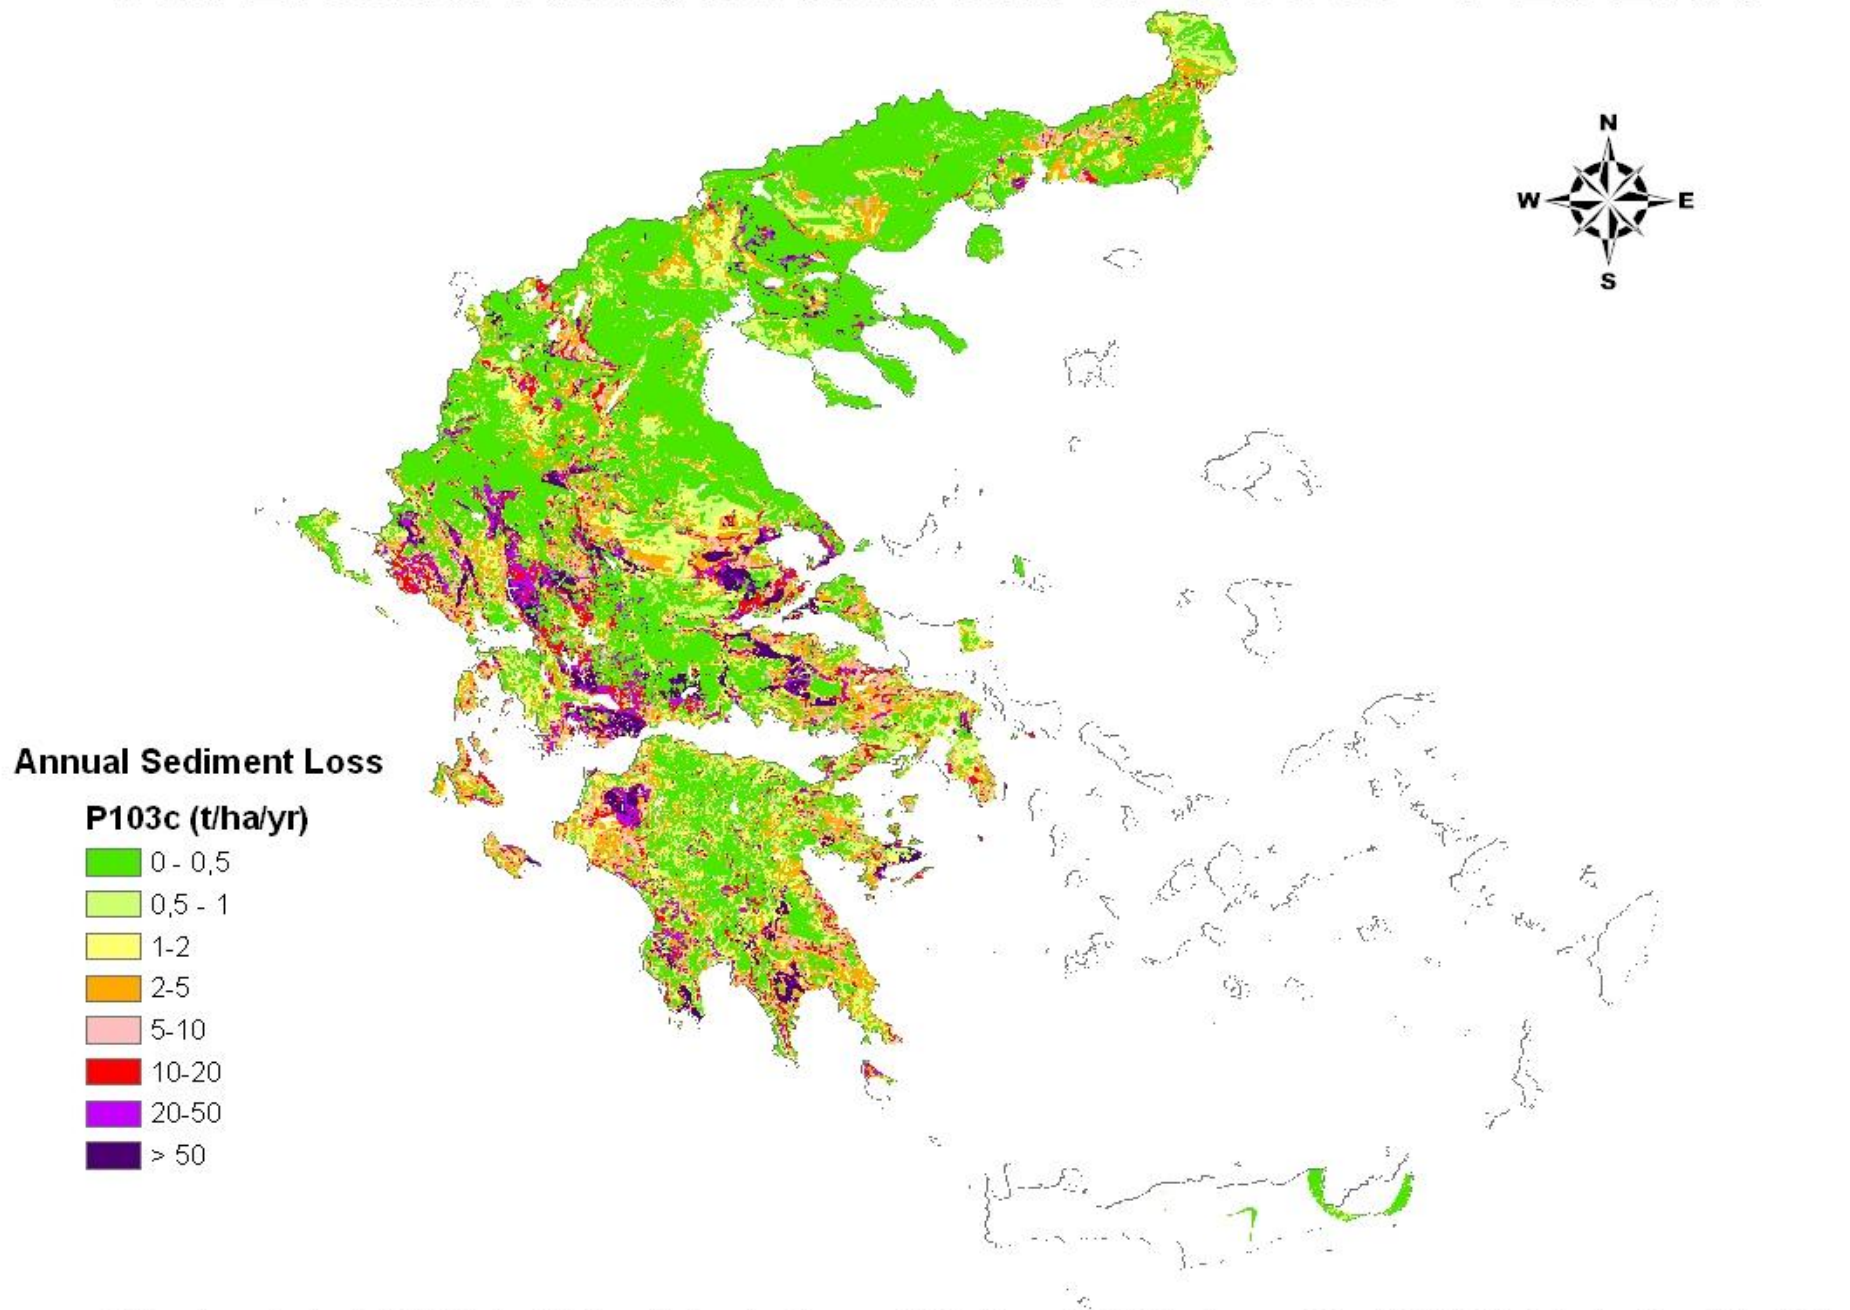 N
W E
S
Annual Sediment Loss
P103c (t/ha/yr)
0 - 0,5
0,5 - 1
1-2
2-5
5-10
10-20
20-50
> 50